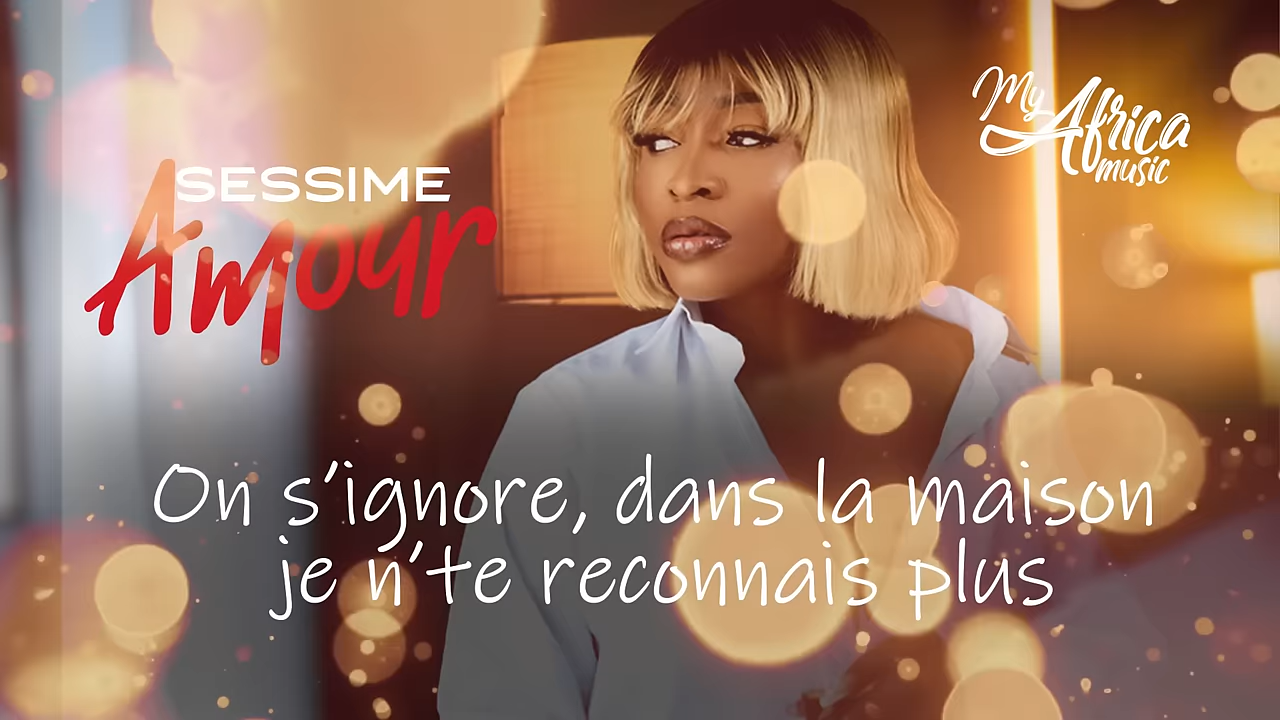 SESSIME
Amour
My Africa
music
On s'ignore, dans la maison
je n'te reconnais plus